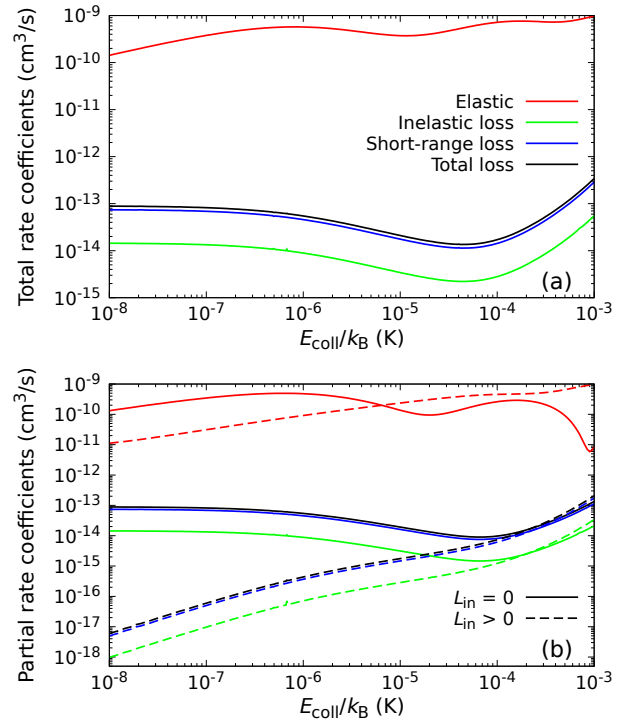 Total rate coefficients (cm³/s)
10⁻⁹
10⁻¹⁰
10⁻¹¹
10⁻¹²
10⁻¹³
10⁻¹⁴
10⁻¹⁵
Elastic
Inelastic loss
Short-range loss
Total loss
(a)
10⁻⁸ 10⁻⁷ 10⁻⁶ 10⁻⁵ 10⁻⁴ 10⁻³
E_coll/k_B (K)
Partial rate coefficients (cm³/s)
10⁻⁹
10⁻¹⁰
10⁻¹¹
10⁻¹²
10⁻¹³
10⁻¹⁴
10⁻¹⁵
10⁻¹⁶
10⁻¹⁷
10⁻¹⁸
L_in = 0
L_in > 0
(b)
10⁻⁸ 10⁻⁷ 10⁻⁶ 10⁻⁵ 10⁻⁴ 10⁻³
E_coll/k_B (K)